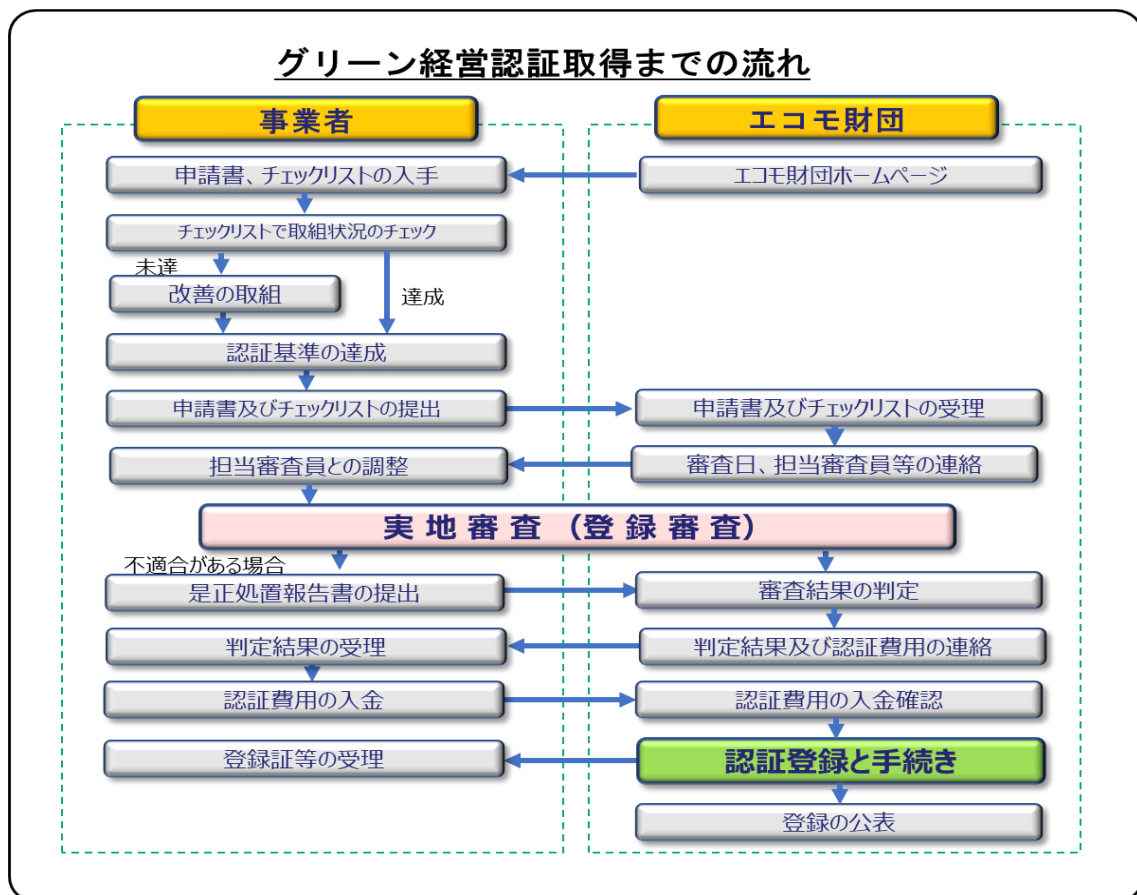 グリーン経営認証取得までの流れ
事業者
エコモ財団
申請書、チェックリストの入手
エコモ財団ホームページ
チェックリストで取組状況のチェック
未達
改善の取組
達成
認証基準の達成
申請書及びチェックリストの提出
申請書及びチェックリストの受理
担当審査員との調整
審査日、担当審査員等の連絡
実地審査（登録審査）
不適合がある場合
是正処置報告書の提出
審査結果の判定
判定結果の受理
判定結果及び認証費用の連絡
認証費用の入金
認証費用の入金確認
登録証等の受理
認証登録と手続き
登録の公表